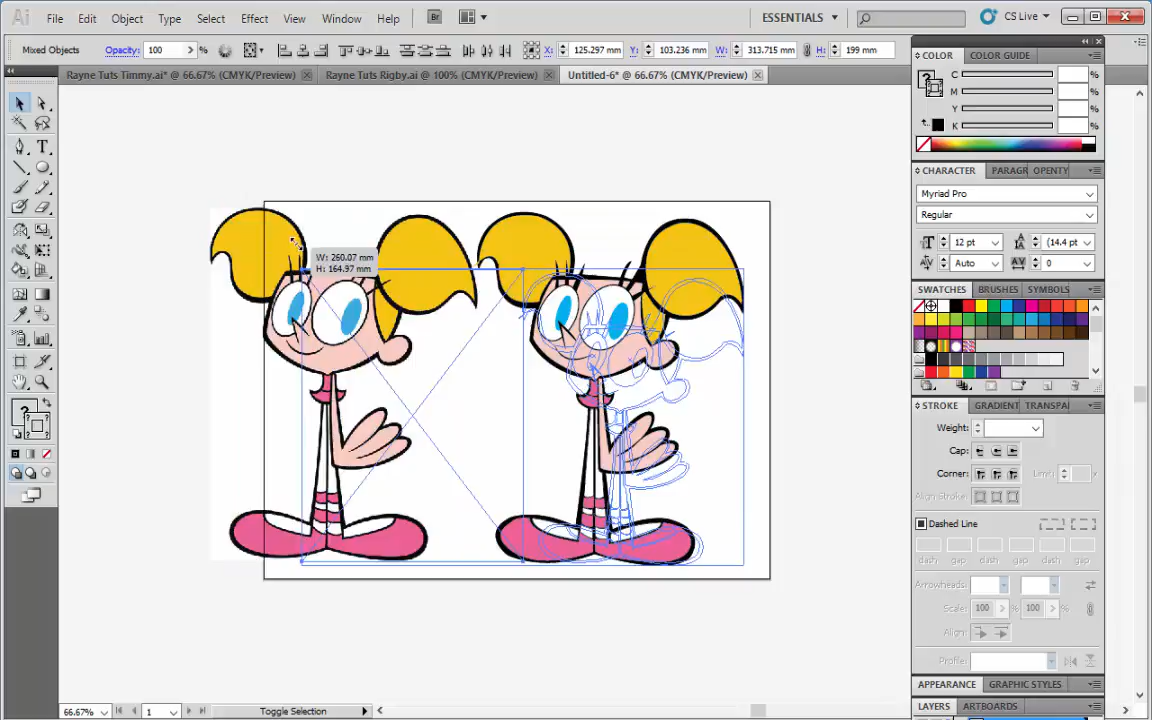 Ai File Edit Object Type Select Effect View Window Help Br ESSENTIALS CS Live
Mixed Objects Opacity: 100 % X: 125.297 mm Y: 103.236 mm W: 313.715 mm H: 199 mm
Rayne Tuts Timmy.ai* @ 66.67% (CMYK/Preview) Rayne Tuts Rigby.ai @ 100% (CMYK/Preview) Untitled-6* @ 66.67% (CMYK/Preview)
COLOR COLOR GUIDE
C %
M %
Y %
K %
CHARACTER PARAGR OPENTY
Myriad Pro
Regular
12 pt (14.4 pt)
Auto 0
SWATCHES BRUSHES SYMBOLS
STROKE GRADIENT TRANSPA
Weight:
Cap:
Corner: Limit: x
Align Stroke:
Dashed Line
dash gap dash gap dash gap
Arrowheads:
Scale: 100 % 100 %
Align:
Profile:
APPEARANCE GRAPHIC STYLES
LAYERS ARTBOARDS
W: 260.07 mm
H: 164.97 mm
66.67% 1 Toggle Selection